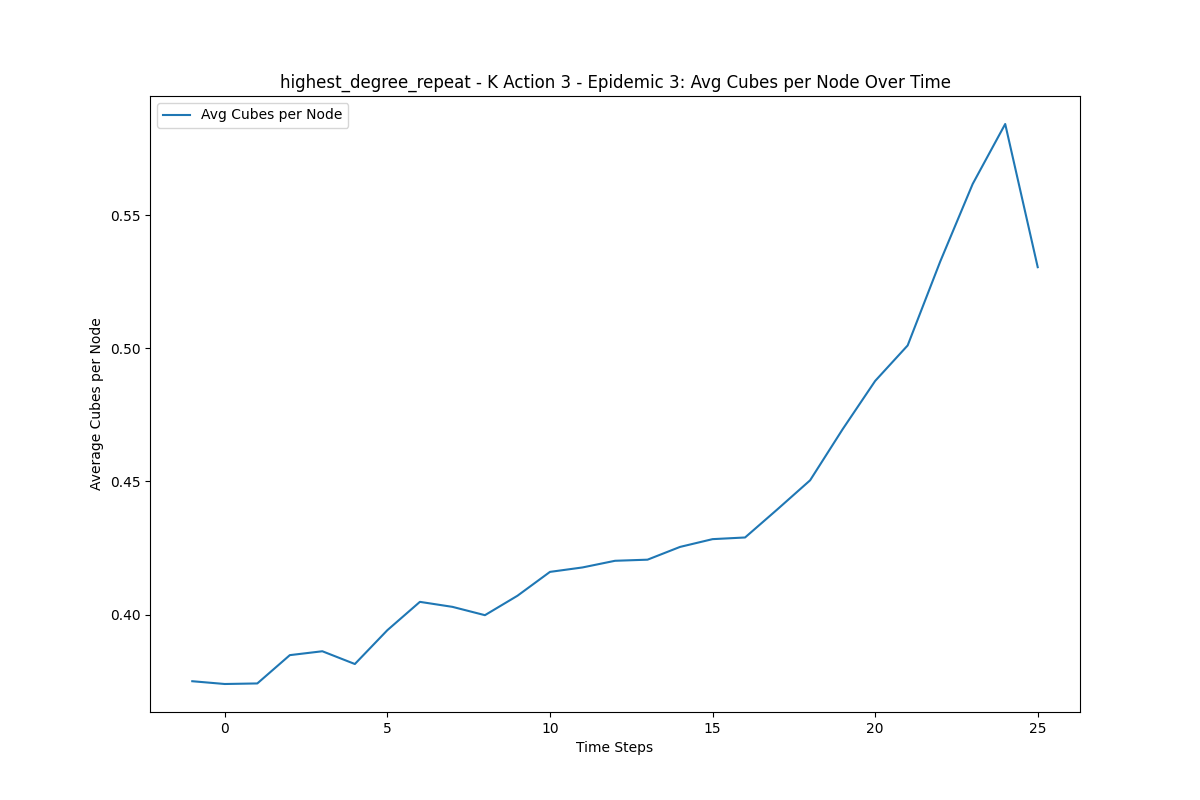 highest_degree_repeat - K Action 3 - Epidemic 3: Avg Cubes per Node Over Time
Avg Cubes per Node
Average Cubes per Node
0.55
0.50
0.45
0.40
0 5 10 15 20 25
Time Steps